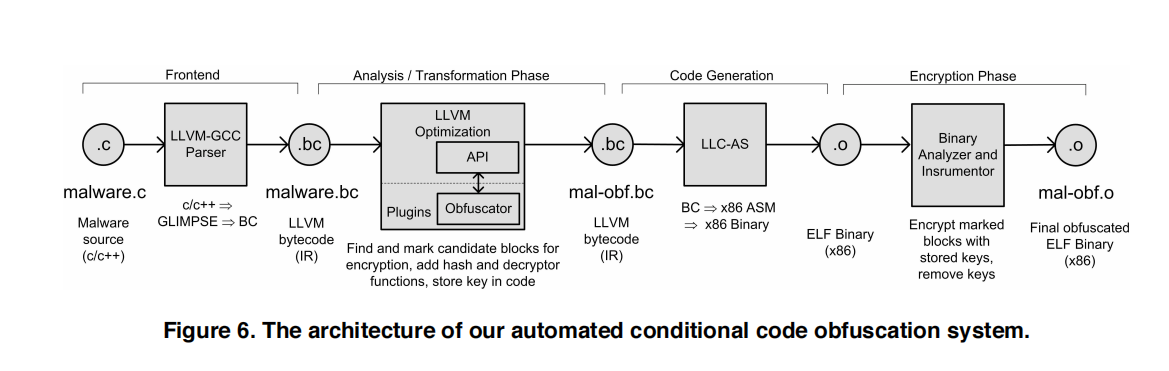 Frontend
Analysis / Transformation Phase
Code Generation
Encryption Phase
.c
LLVM-GCC
Parser
.bc
LLVM
Optimization
API
Plugins
Obfuscator
.bc
LLC-AS
.o
Binary
Analyzer and
Insrumentor
.o
malware.c
malware.bc
mal-obf.bc
mal-obf.o
Malware
source
(c/c++)
c/c++ ⇒
GLIMPSE ⇒ BC
LLVM
bytecode
(IR)
Find and mark candidate blocks for
encryption, add hash and decryptor
functions, store key in code
LLVM
bytecode
(IR)
BC ⇒ x86 ASM
⇒ x86 Binary
ELF Binary
(x86)
Encrypt marked
blocks with
stored keys,
remove keys
Final obfuscated
ELF Binary
(x86)
Figure 6. The architecture of our automated conditional code obfuscation system.